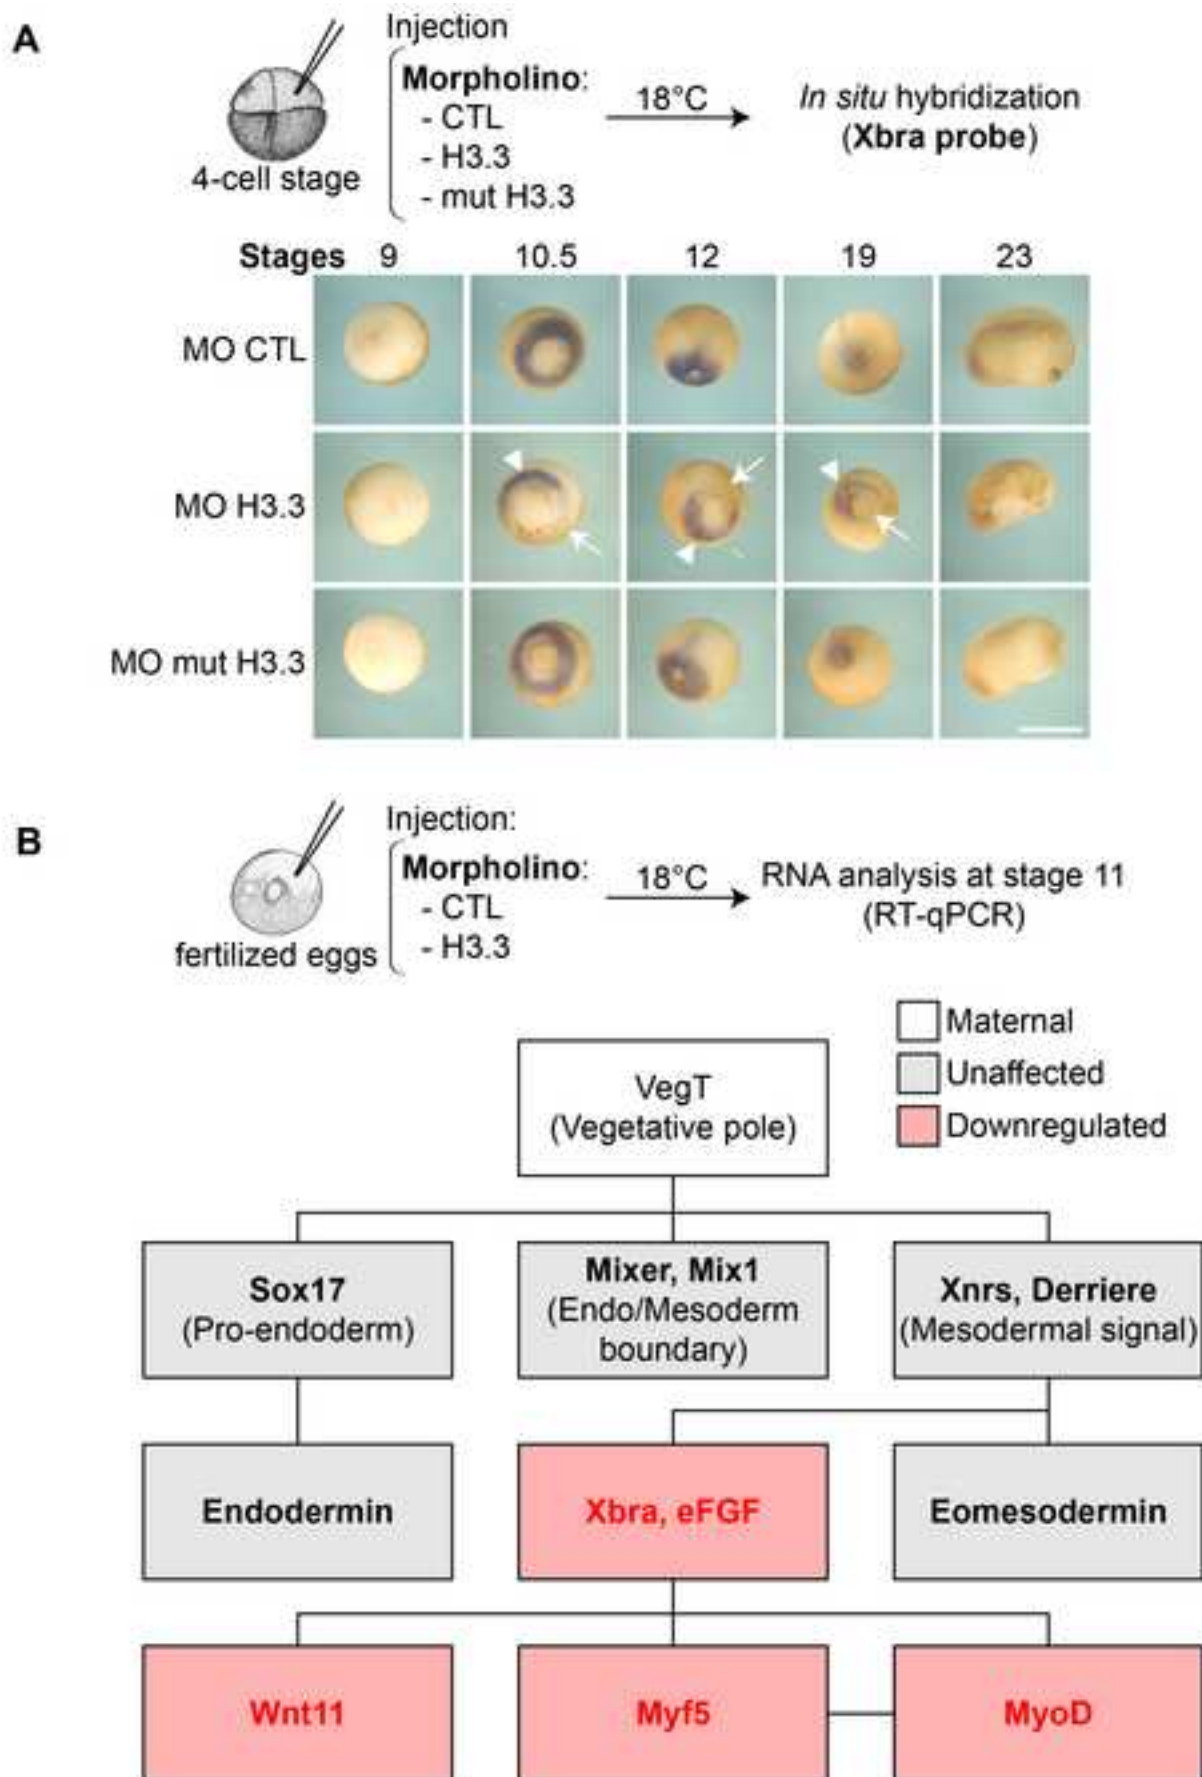 A
Injection
Morpholino:
- CTL
- H3.3
- mut H3.3
4-cell stage
18°C
In situ hybridization
(Xbra probe)
Stages 9 10.5 12 19 23
MO CTL
MO H3.3
MO mut H3.3
B
Injection:
Morpholino:
- CTL
- H3.3
fertilized eggs
18°C
RNA analysis at stage 11
(RT-qPCR)
Maternal
Unaffected
Downregulated
VegT
(Vegetative pole)
Sox17
(Pro-endoderm)
Mixer, Mix1
(Endo/Mesoderm
boundary)
Xnrs, Derriere
(Mesodermal signal)
Endodermin
Xbra, eFGF
Eomesodermin
Wnt11
Myf5
MyoD